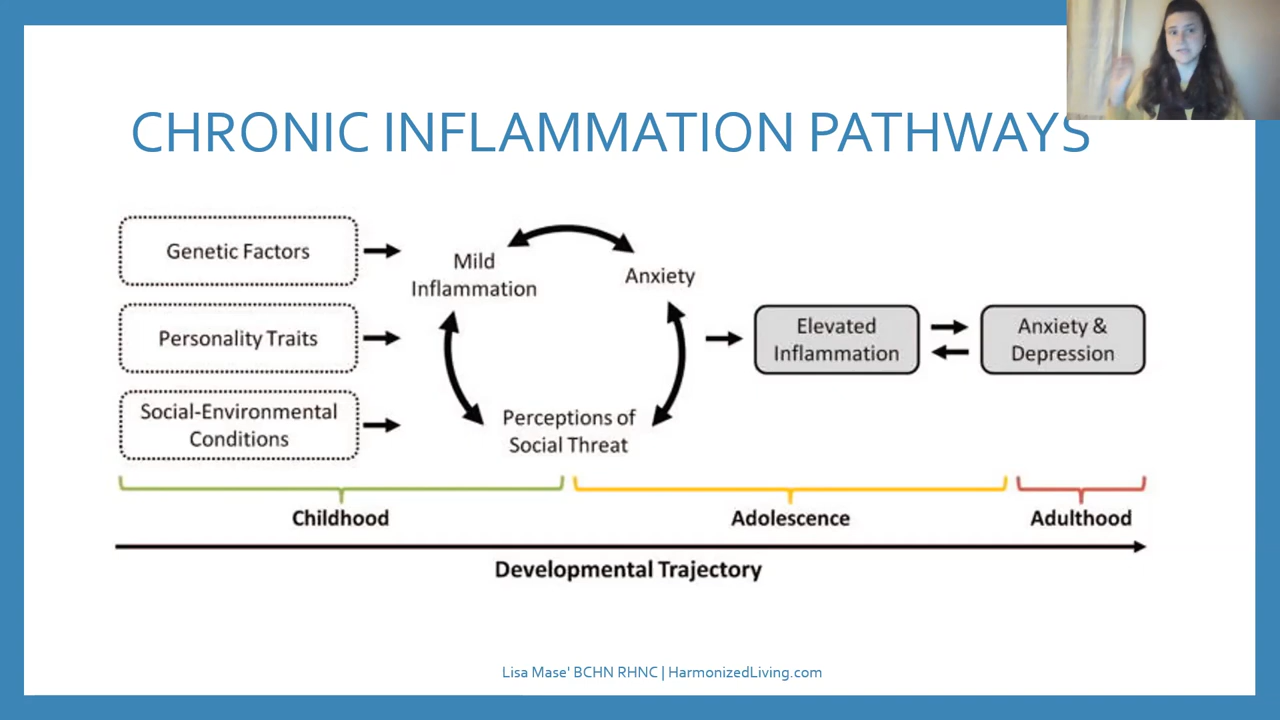 CHRONIC INFLAMMATION PATHWAYS
Genetic Factors
Personality Traits
Social-Environmental
Conditions
Mild
Inflammation
Anxiety
Perceptions of
Social Threat
Elevated
Inflammation
Anxiety &
Depression
Childhood
Adolescence
Adulthood
Developmental Trajectory
Lisa Mase' BCHN RHNC | HarmonizedLiving.com